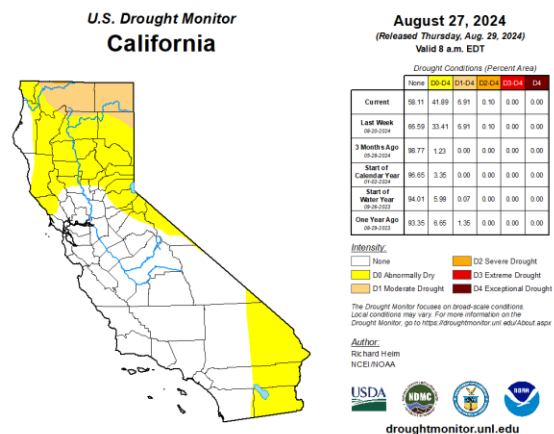 U.S. Drought Monitor
California
August 27, 2024
(Released Thursday, Aug. 29, 2024)
Valid 8 a.m. EDT
Drought Conditions (Percent Area)
None D0-D4 D1-D4 D2-D4 D3-D4 D4
Current 58.11 41.89 6.91 0.10 0.00 0.00
Last Week 66.59 33.41 6.91 0.10 0.00 0.00
08-20-2024
3 Months Ago 98.77 1.23 0.00 0.00 0.00 0.00
05-28-2024
Start of
Calendar Year 96.65 3.35 0.00 0.00 0.00 0.00
01-02-2024
Start of
Water Year 94.01 5.99 0.07 0.00 0.00 0.00
09-26-2023
One Year Ago 93.35 6.65 1.35 0.00 0.00 0.00
08-29-2023
Intensity:
None
D0 Abnormally Dry
D1 Moderate Drought
D2 Severe Drought
D3 Extreme Drought
D4 Exceptional Drought
The Drought Monitor focuses on broad-scale conditions.
Local conditions may vary. For more information on the
Drought Monitor, go to https://droughtmonitor.unl.edu/About.aspx
Author:
Richard Heim
NCEI/NOAA
USDA
NDMC
NOAA
droughtmonitor.unl.edu